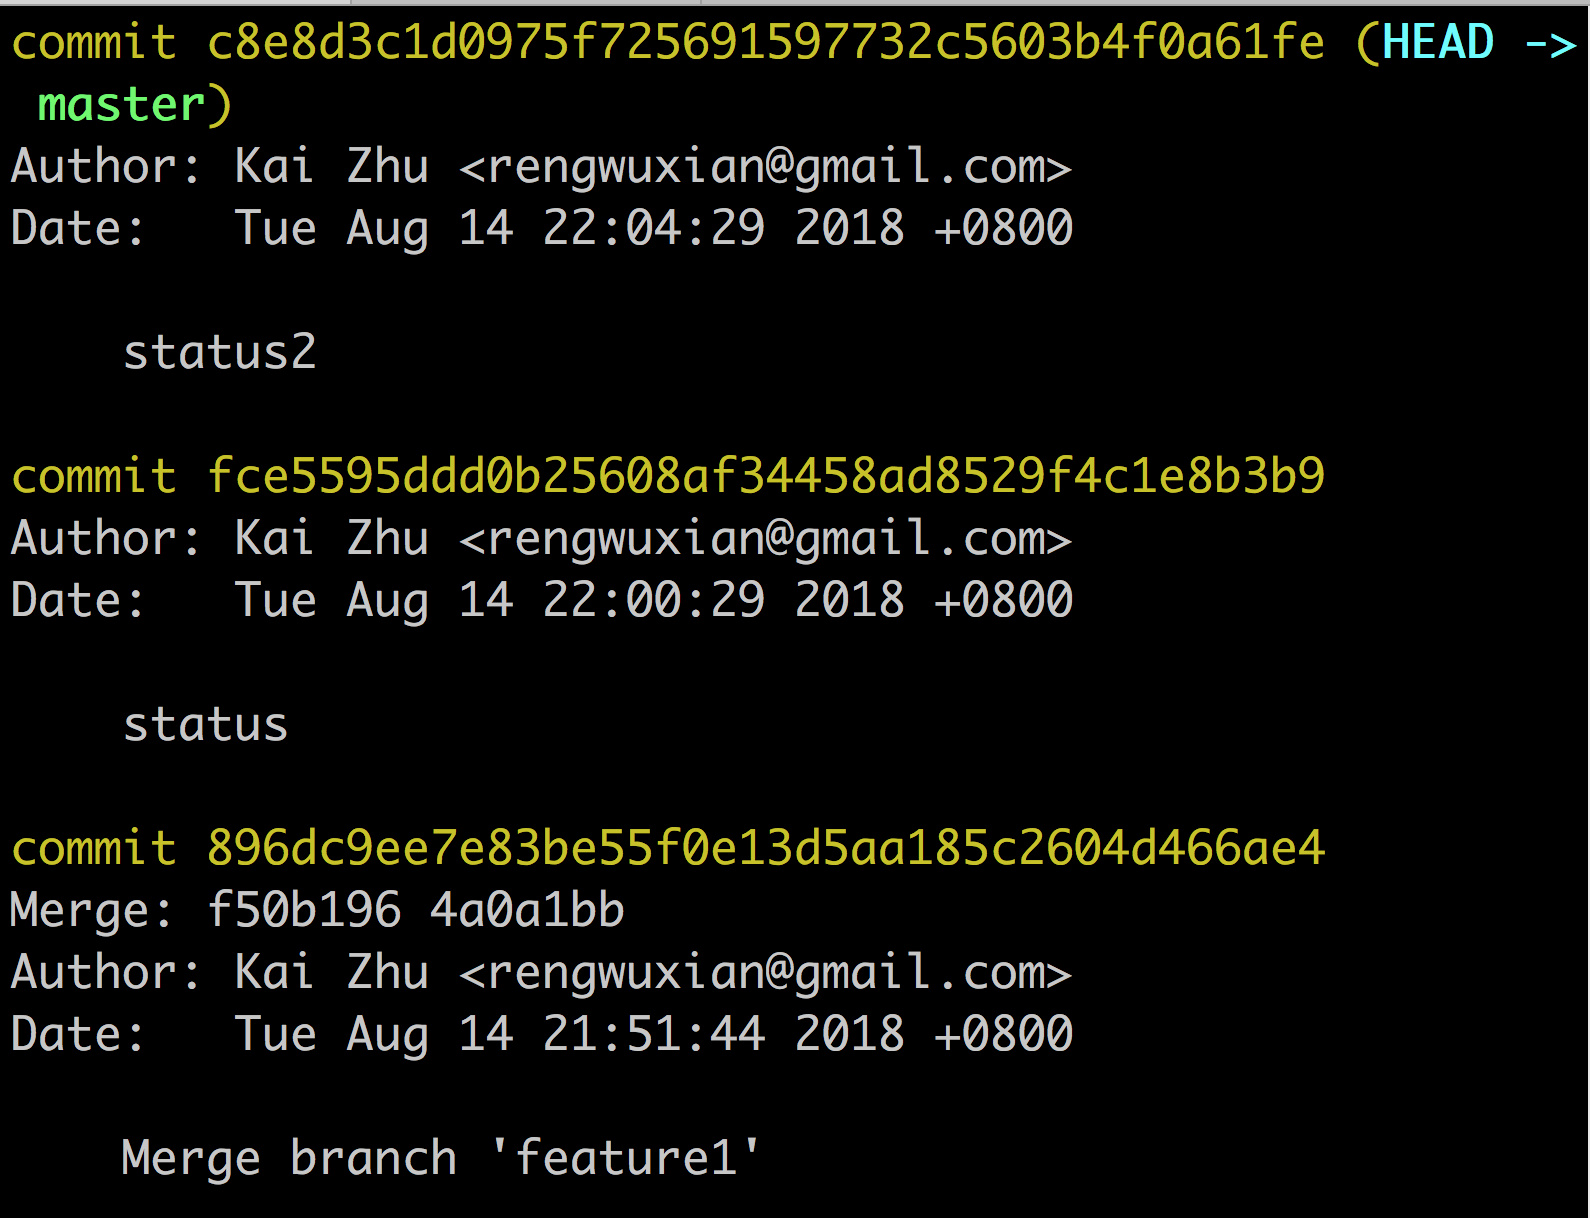 commit c8e8d3c1d0975f725691597732c5603b4f0a61fe (HEAD ->
 master)
Author: Kai Zhu <rengwuxian@gmail.com>
Date:   Tue Aug 14 22:04:29 2018 +0800

    status2

commit fce5595ddd0b25608af34458ad8529f4c1e8b3b9
Author: Kai Zhu <rengwuxian@gmail.com>
Date:   Tue Aug 14 22:00:29 2018 +0800

    status

commit 896dc9ee7e83be55f0e13d5aa185c2604d466ae4
Merge: f50b196 4a0a1bb
Author: Kai Zhu <rengwuxian@gmail.com>
Date:   Tue Aug 14 21:51:44 2018 +0800

    Merge branch 'feature1'